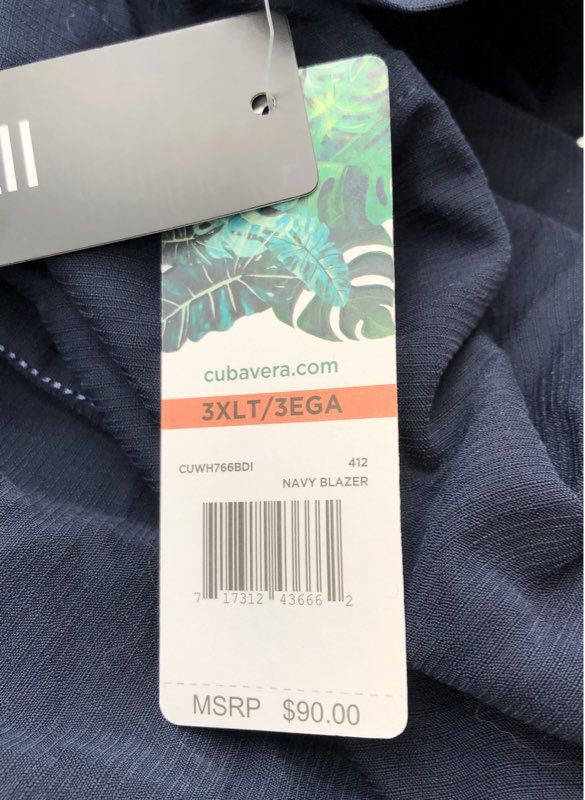 cubavera.com
3XLT/3EGA
CUWH766BDI 412
NAVY BLAZER
7 17312 43666 2
MSRP $90.00